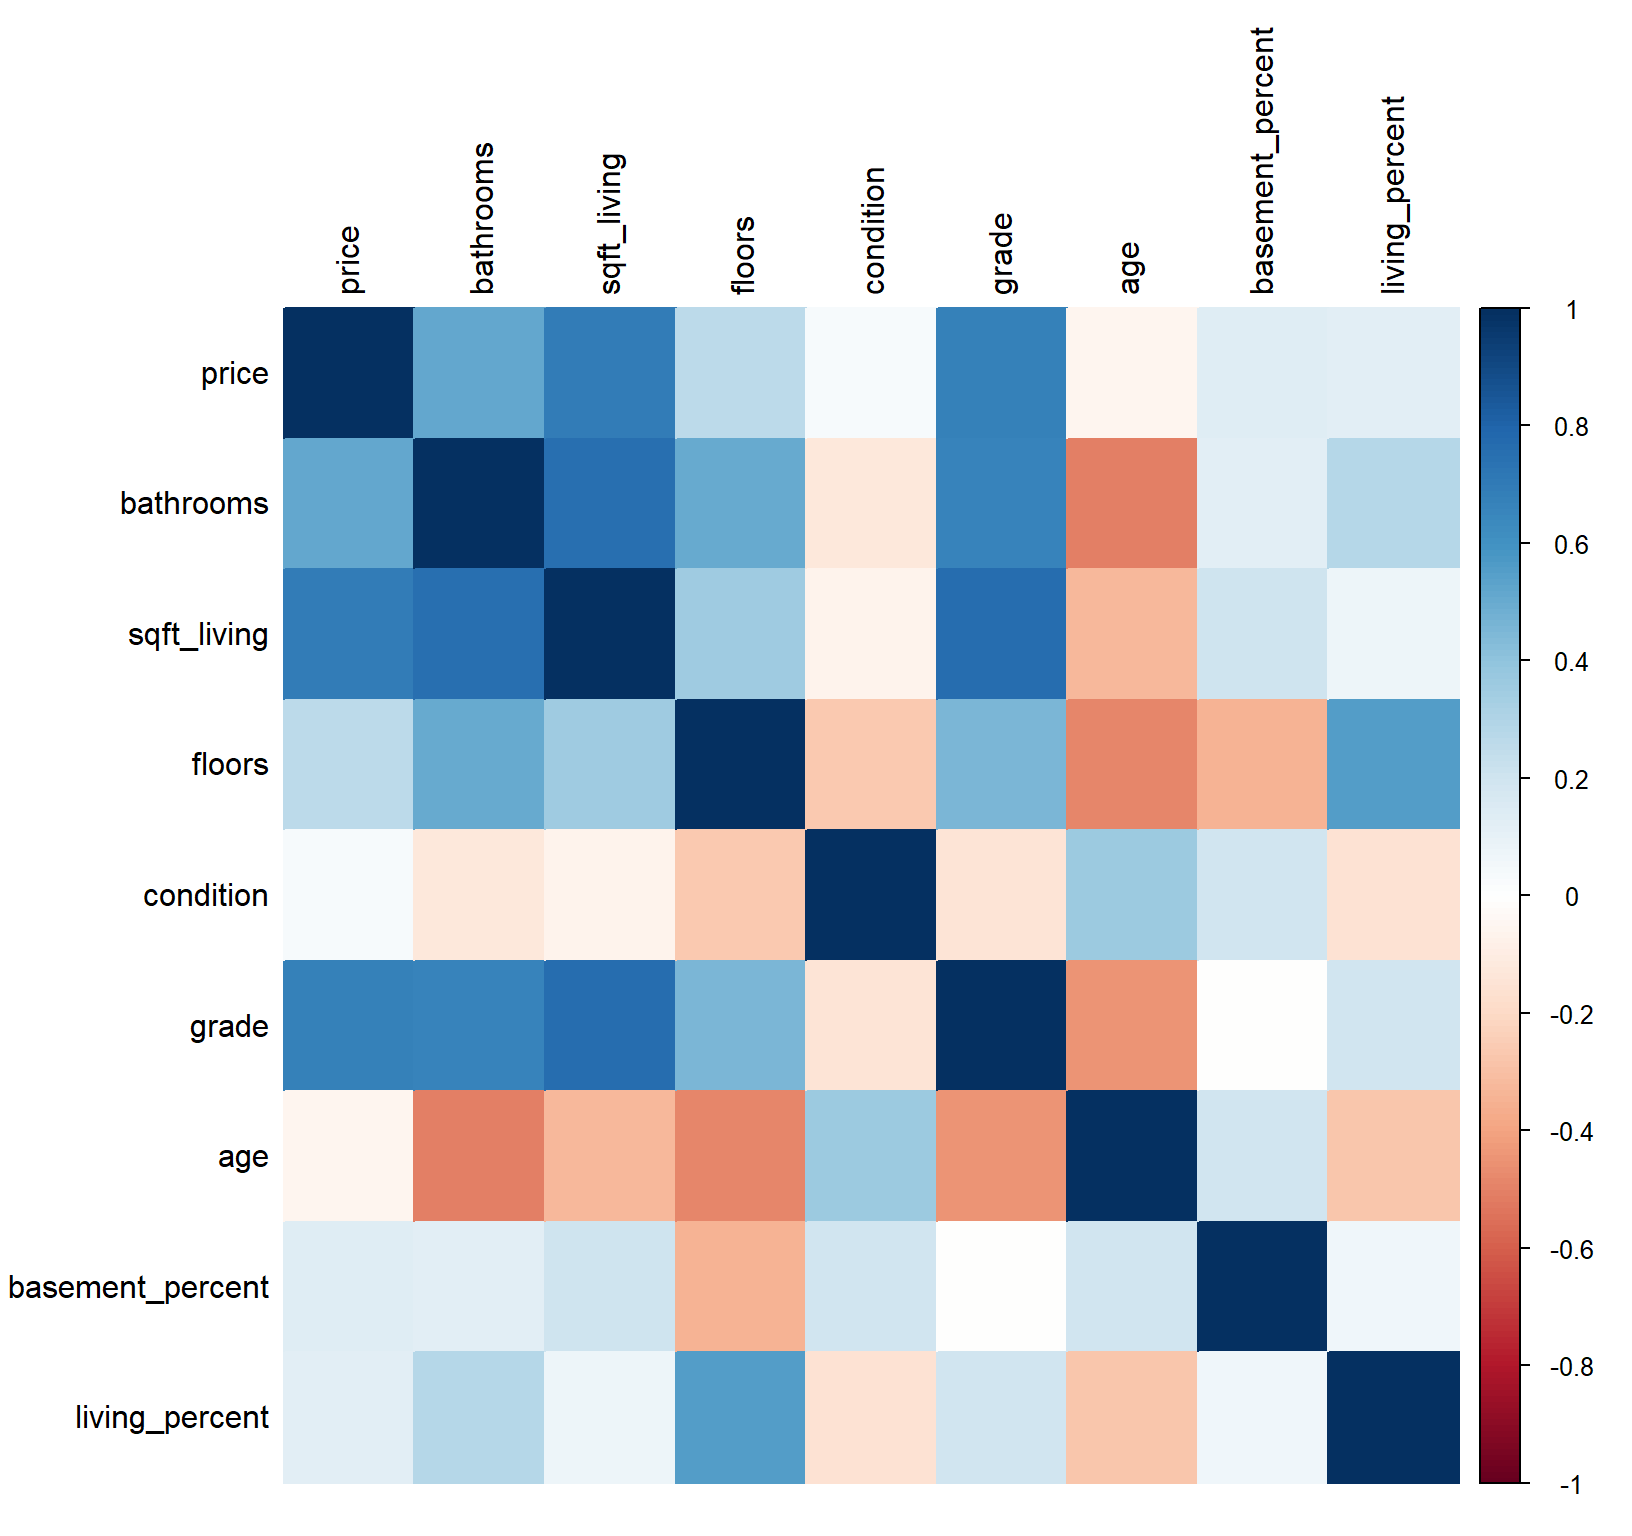 price
bathrooms
sqft_living
floors
condition
grade
age
basement_percent
living_percent
price
bathrooms
sqft_living
floors
condition
grade
age
basement_percent
living_percent
1
0.8
0.6
0.4
0.2
0
-0.2
-0.4
-0.6
-0.8
-1